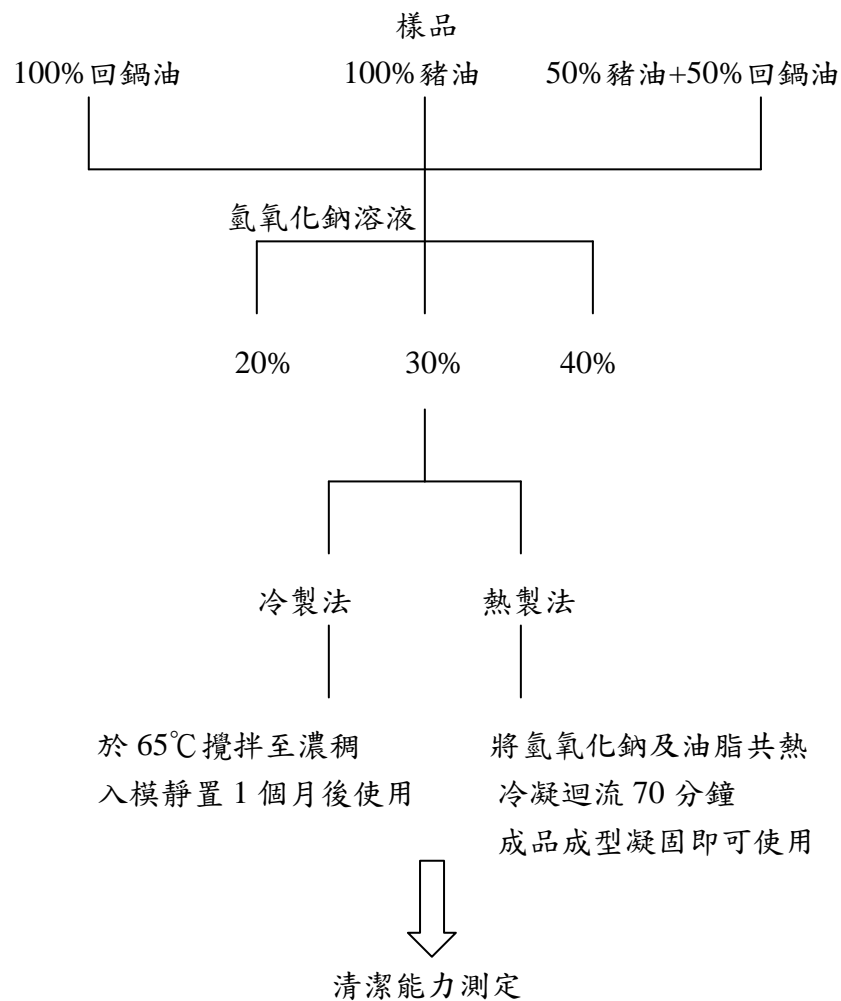 樣品
100%回鍋油 100%豬油 50%豬油+50%回鍋油
氫氧化鈉溶液
20% 30% 40%
冷製法 熱製法
於 65℃攪拌至濃稠
入模靜置 1 個月後使用
將氫氧化鈉及油脂共熱
冷凝迴流 70 分鐘
成品成型凝固即可使用
清潔能力測定